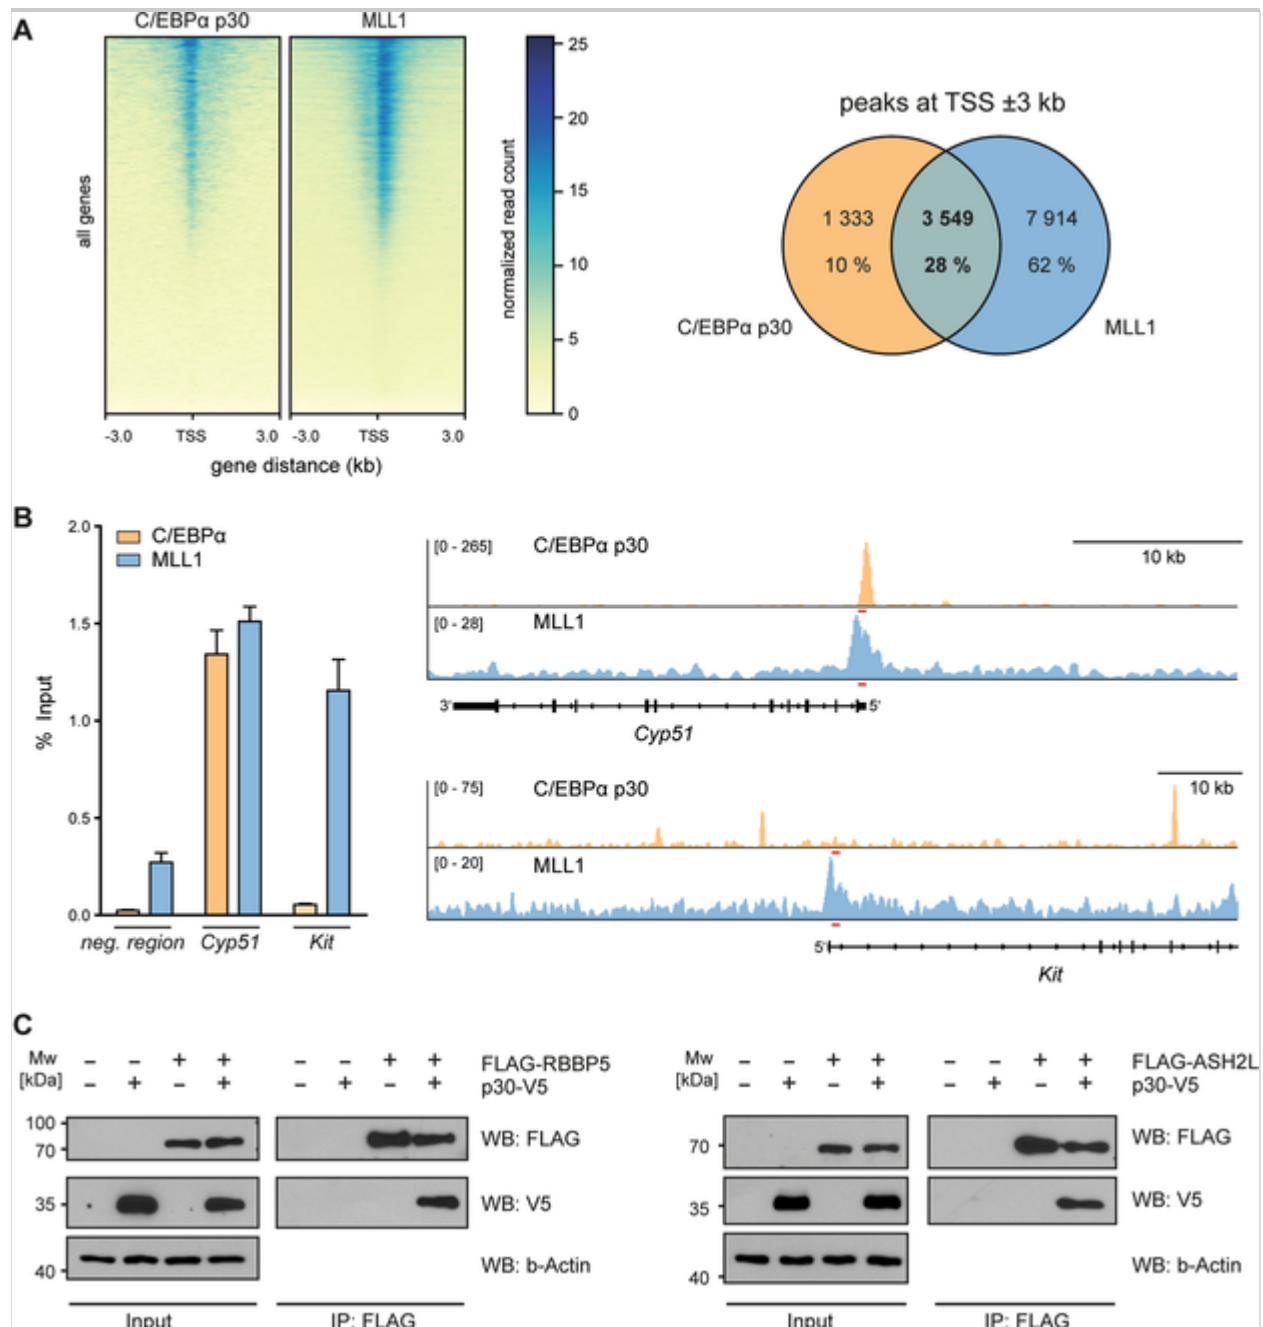 A
C/EBPα p30
MLL1
all genes
-3.0
TSS
3.0
-3.0
TSS
3.0
gene distance (kb)
normalized read count
25
20
15
10
5
0
peaks at TSS ±3 kb
1 333
3 549
7 914
10 %
28 %
62 %
C/EBPα p30
MLL1
B
2.0
1.5
1.0
0.5
0.0
% Input
C/EBPα
MLL1
neg. region
Cyp51
Kit
[0 - 265]
C/EBPα p30
10 kb
[0 - 28]
MLL1
3'
5'
Cyp51
[0 - 75]
C/EBPα p30
10 kb
[0 - 20]
MLL1
5'
Kit
C
Mw - - + + - - + + FLAG-RBBP5
[kDa] - + - + - + - + p30-V5
100
70
WB: FLAG
35
WB: V5
40
WB: b-Actin
Input
IP: FLAG
Mw - - + + - - + + FLAG-ASH2L
[kDa] - + - + - + - + p30-V5
70
WB: FLAG
35
WB: V5
40
WB: b-Actin
Input
IP: FLAG